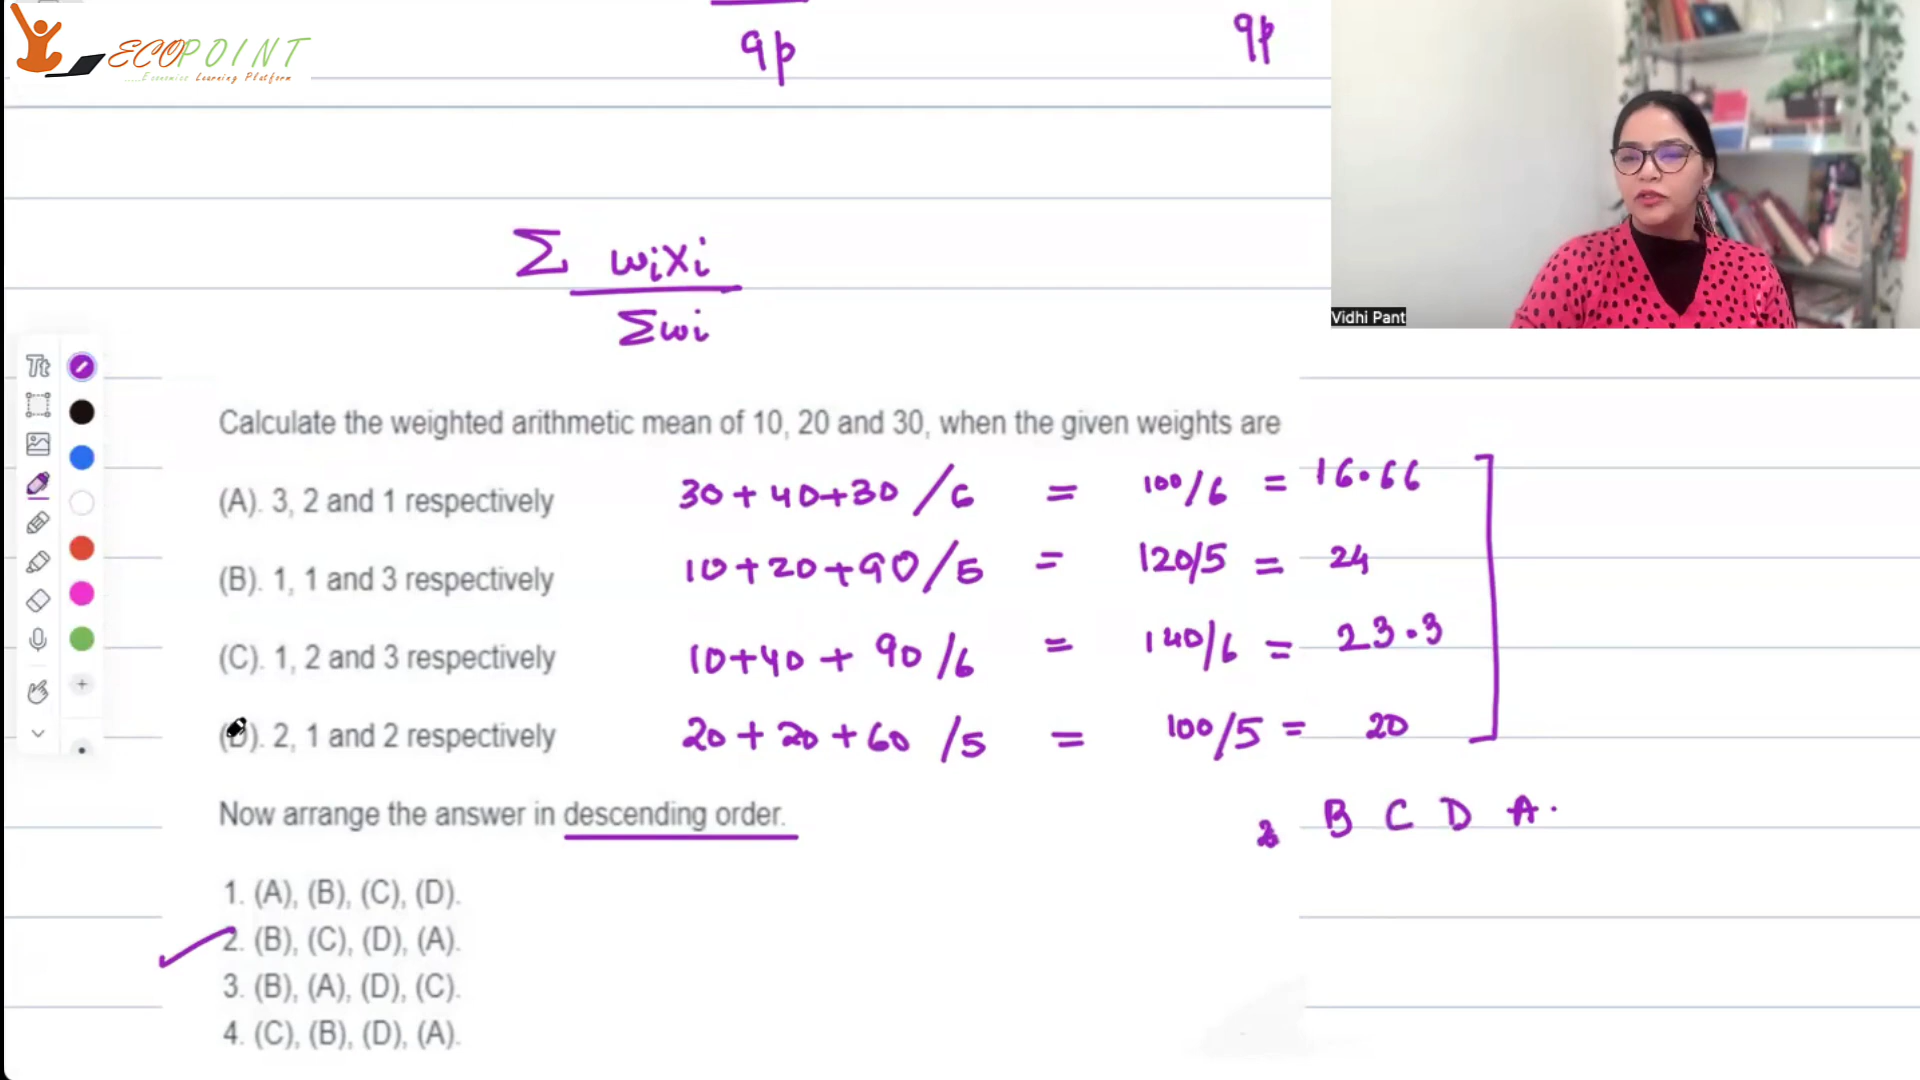 9p
9p
ECOPOINT
.....Economics Learning Platform
Vidhi Pant
Σ wixi
Σwi
Tt
Calculate the weighted arithmetic mean of 10, 20 and 30, when the given weights are
(A). 3, 2 and 1 respectively 30+40+30/6 = 100/6 = 16.66
(B). 1, 1 and 3 respectively 10+20+90/5 = 120/5 = 24
(C). 1, 2 and 3 respectively 10+40+90/6 = 140/6 = 23.3
(D). 2, 1 and 2 respectively 20+20+60/5 = 100/5 = 20
Now arrange the answer in descending order.
B C D A.
1. (A), (B), (C), (D).
2. (B), (C), (D), (A).
3. (B), (A), (D), (C).
4. (C), (B), (D), (A).